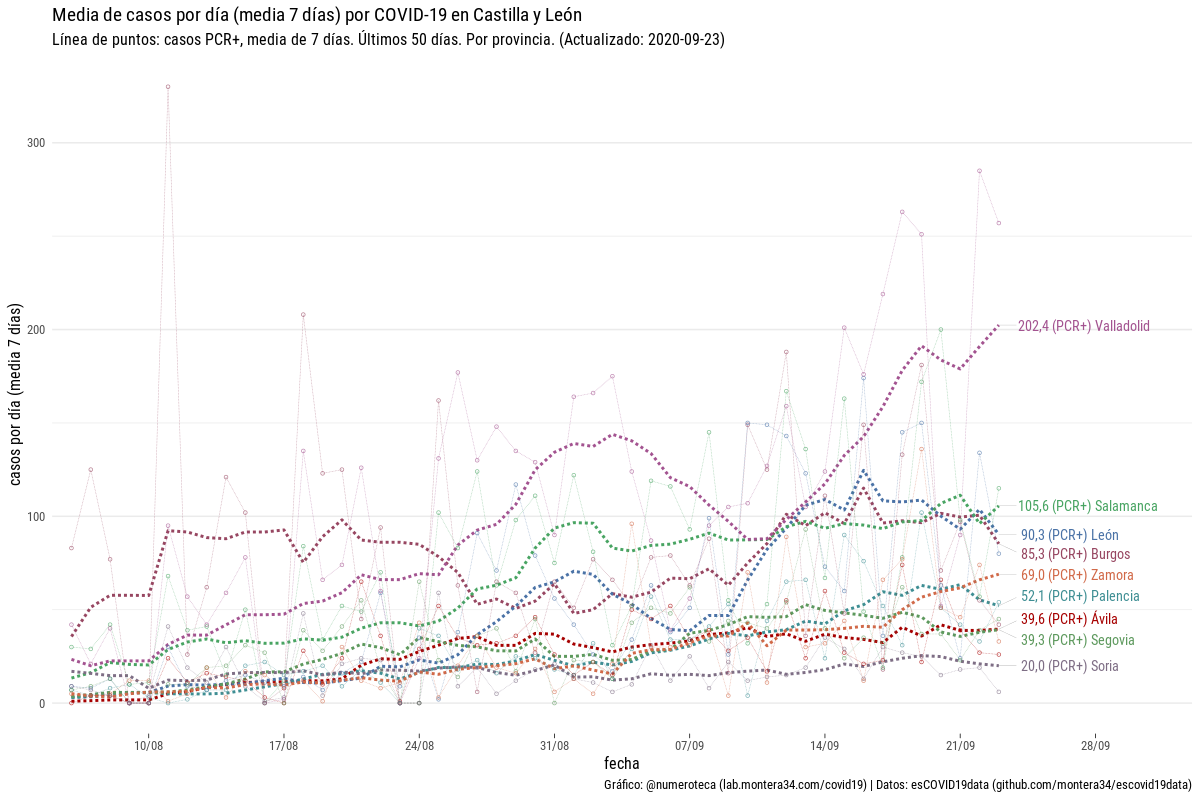 Media de casos por día (media 7 días) por COVID-19 en Castilla y León
Línea de puntos: casos PCR+, media de 7 días. Últimos 50 días. Por provincia. (Actualizado: 2020-09-23)
casos por día (media 7 días)
300
200
100
0
202,4 (PCR+) Valladolid
105,6 (PCR+) Salamanca
90,3 (PCR+) León
85,3 (PCR+) Burgos
69,0 (PCR+) Zamora
52,1 (PCR+) Palencia
39,6 (PCR+) Ávila
39,3 (PCR+) Segovia
20,0 (PCR+) Soria
10/08 17/08 24/08 31/08 07/09 14/09 21/09 28/09
fecha
Gráfico: @numeroteca (lab.montera34.com/covid19) | Datos: esCOVID19data (github.com/montera34/escovid19data)